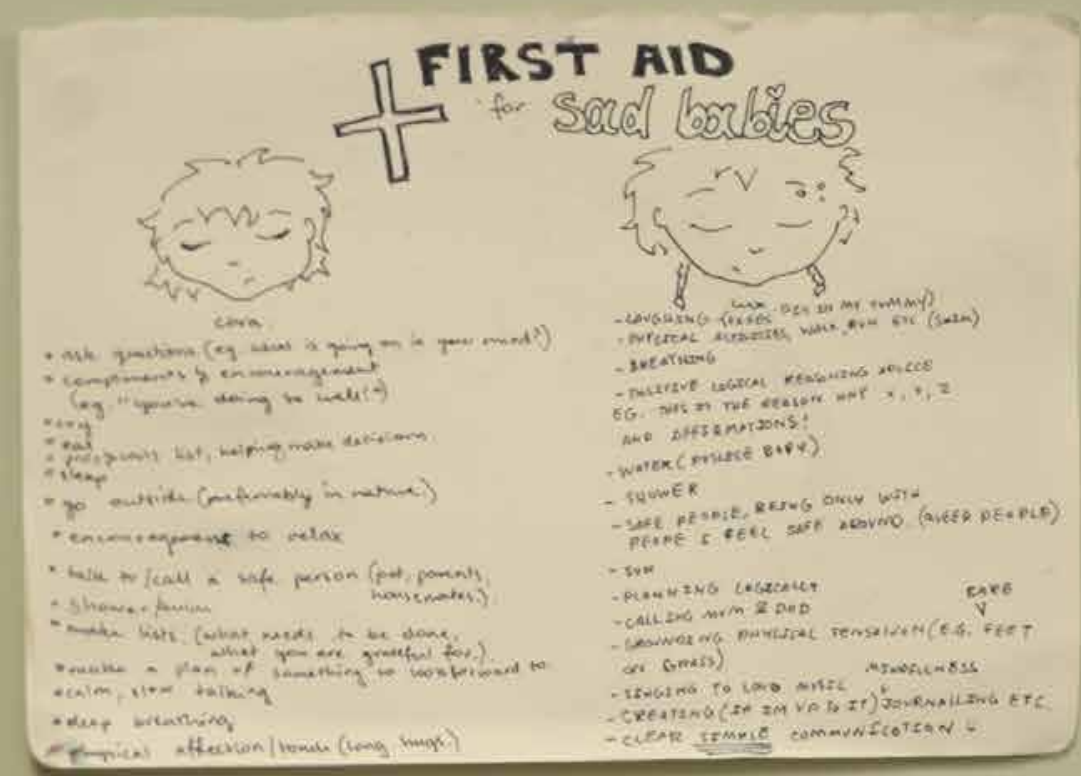 FIRST AID
for sad babies
* ask questions (eg what is going on in your mind?)
* compliments & encouragement
(eg. "you're doing so well!")
* cry
* eat
* pro/cons list, helping make decisions
* sleep
* go outside (preferably in nature.)
* encouragement to relax
* talk to/call a safe person (pat, parents,
housemates.)
* shower/swim
* make lists (what needs to be done,
what you are grateful for.)
* make a plan of something to look forward to
* calm, slow talking
* deep breathing
* physical affection/touch (long hugs.)
- LAUGHING
- PHYSICAL ACTIVITIES, WALK, RUN ETC (SWIM)
- BREATHING
- POSITIVE LOGICAL REASONING ADVICE
EG. THIS IS THE REASON WHY X, Y, Z
AND AFFIRMATIONS!
- WATER
- SHOWER
- SAFE PEOPLE, BEING ONLY WITH
PEOPLE I FEEL SAFE AROUND (QUEER PEOPLE)
- SUN
- PLANNING LOGICALLY
- CALLING MUM & DAD
BARE
- GROUNDING PHYSICAL SENSATION (E.G. FEET
ON GRASS)
MINDFULNESS
- SINGING TO LOUD MUSIC
- CREATING (IF IM UP TO IT) JOURNALLING ETC
- CLEAR SIMPLE COMMUNICATION